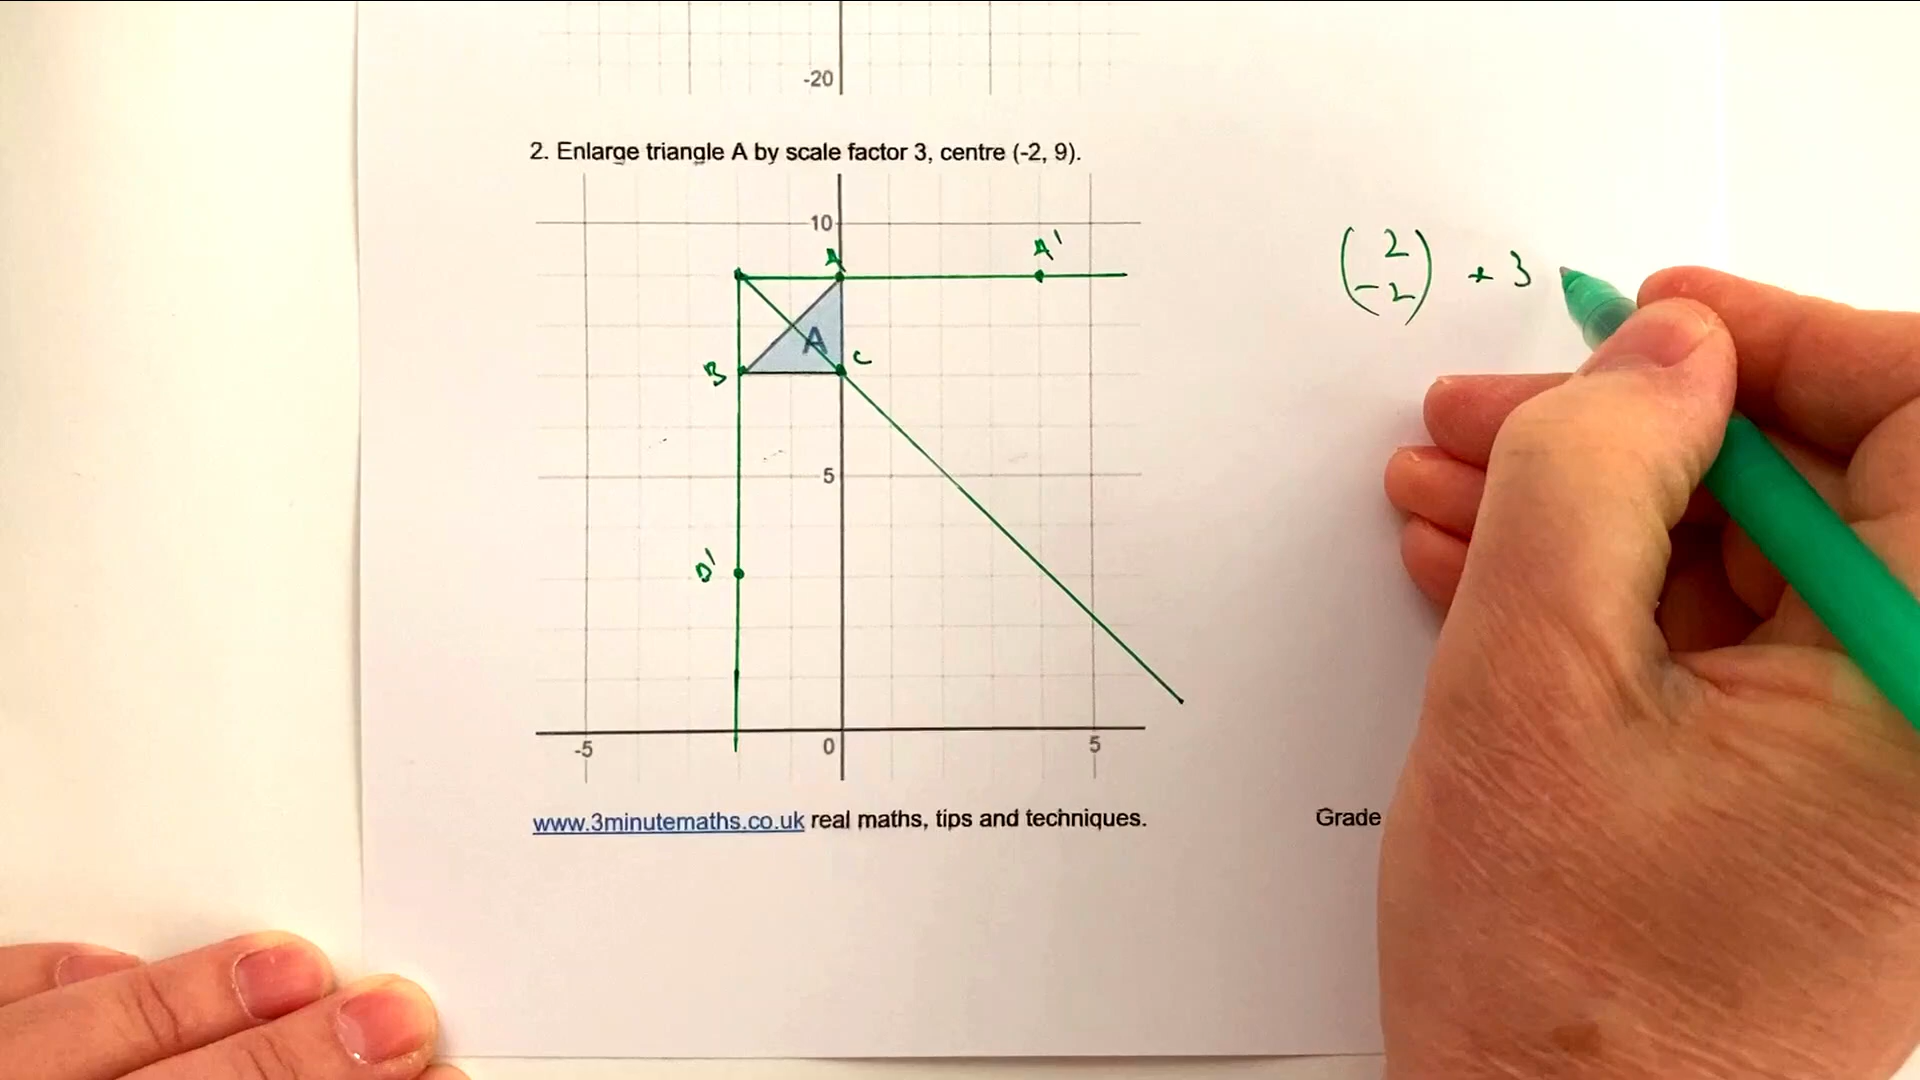 -20
2. Enlarge triangle A by scale factor 3, centre (-2, 9).
10
A
A'
( 2
-2 ) × 3
A
B
C
5
B'
-5
0
5
www.3minutemaths.co.uk real maths, tips and techniques.
Grade